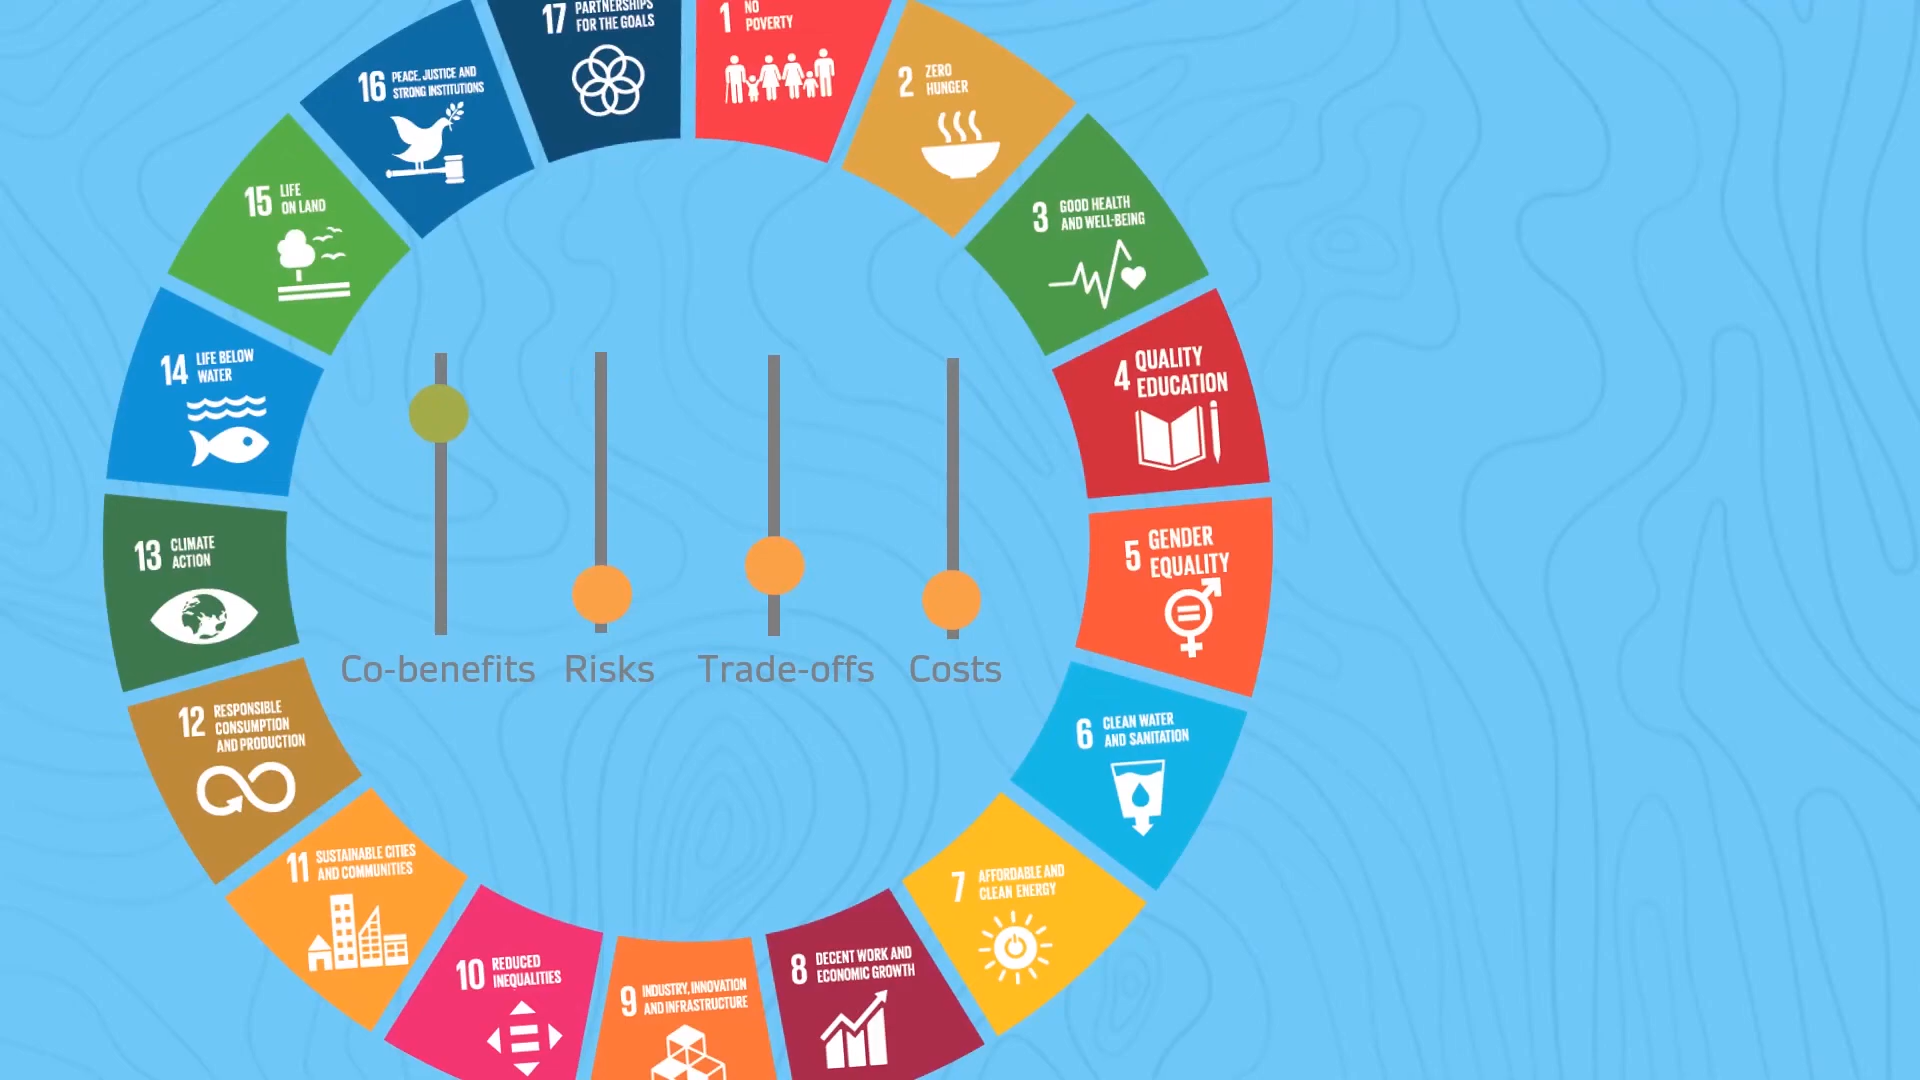 1 NO
POVERTY
2 ZERO
HUNGER
3 GOOD HEALTH
AND WELL-BEING
4 QUALITY
EDUCATION
5 GENDER
EQUALITY
6 CLEAN WATER
AND SANITATION
7 AFFORDABLE AND
CLEAN ENERGY
8 DECENT WORK AND
ECONOMIC GROWTH
9 INDUSTRY, INNOVATION
AND INFRASTRUCTURE
10 REDUCED
INEQUALITIES
11 SUSTAINABLE CITIES
AND COMMUNITIES
12 RESPONSIBLE
CONSUMPTION
AND PRODUCTION
13 CLIMATE
ACTION
14 LIFE BELOW
WATER
15 LIFE
ON LAND
16 PEACE, JUSTICE AND
STRONG INSTITUTIONS
17 PARTNERSHIPS
FOR THE GOALS
Co-benefits Risks Trade-offs Costs